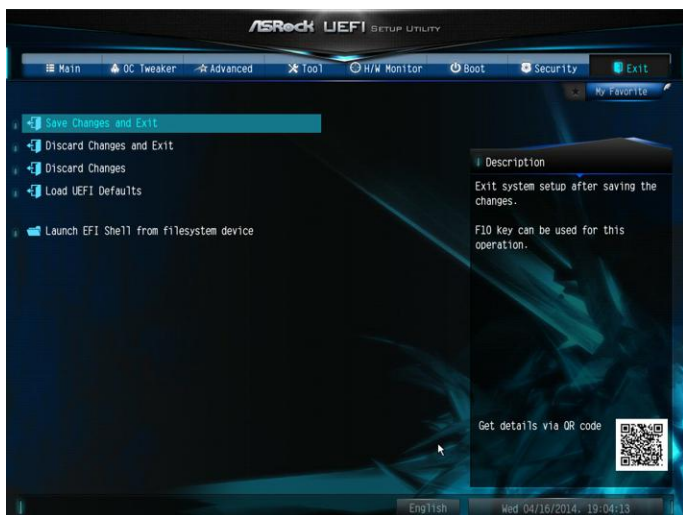 ASRock UEFI SETUP UTILITY
Main OC Tweaker Advanced Tool H/W Monitor Boot Security Exit
My Favorite
Save Changes and Exit
Discard Changes and Exit
Discard Changes
Load UEFI Defaults
Launch EFI Shell from filesystem device
Description
Exit system setup after saving the
changes.
F10 key can be used for this
operation.
Get details via QR code
English Wed 04/16/2014. 19:04:13